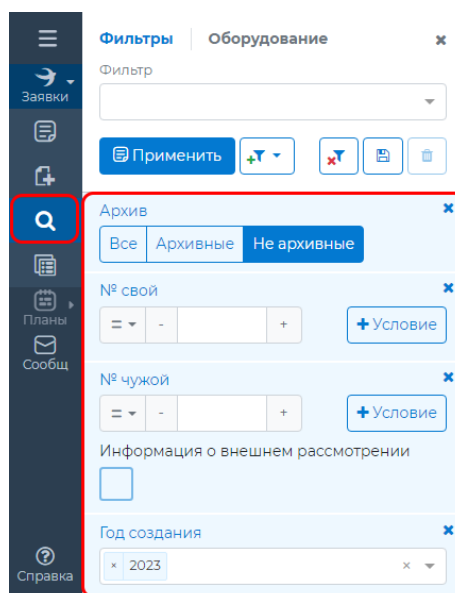 Фильтры Оборудование ×
Заявки
Фильтр
Применить
Архив ×
Все Архивные Не архивные
№ свой ×
= - + + Условие
Планы
Сообщ
№ чужой ×
= - + + Условие
Информация о внешнем рассмотрении
Год создания ×
× 2023 ×
? Справка